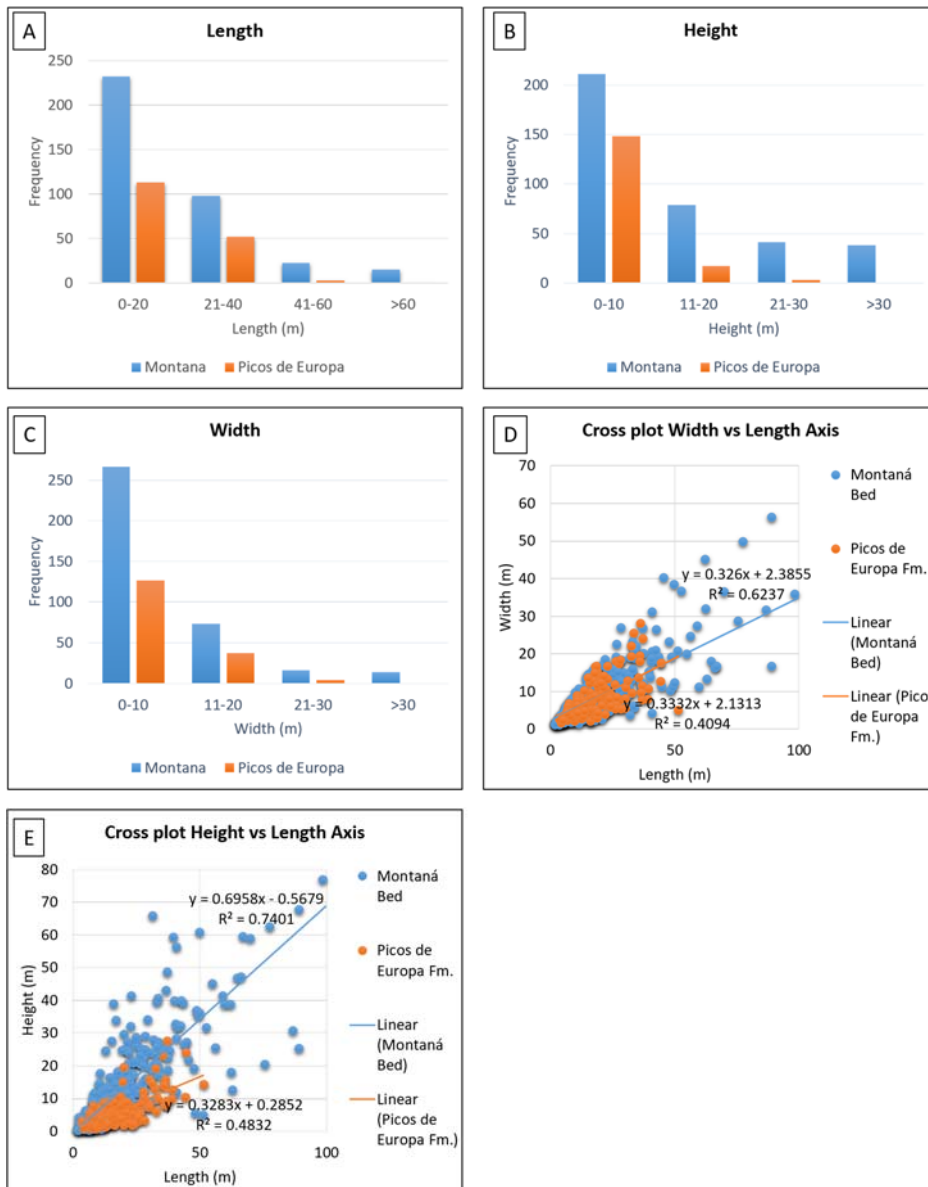 A
Length
250
200
150
100
50
0
Frequency
0-20 21-40 41-60 >60
Length (m)
Montana Picos de Europa
B
Height
200
150
100
50
0
Frequency
0-10 11-20 21-30 >30
Height (m)
Montana Picos de Europa
C
Width
250
200
150
100
50
0
Frequency
0-10 11-20 21-30 >30
Width (m)
Montana Picos de Europa
D
Cross plot Width vs Length Axis
70
60
50
40
30
20
10
0
Width (m)
y = 0.326x + 2.3855
R² = 0.6237
y = 0.3332x + 2.1313
R² = 0.4094
0 50 100
Length (m)
Montaná
Bed
Picos de
Europa Fm.
Linear
(Montaná
Bed)
Linear (Picos
de Europa
Fm.)
E
Cross plot Height vs Length Axis
80
70
60
50
40
30
20
10
0
Height (m)
y = 0.6958x - 0.5679
R² = 0.7401
y = 0.3283x + 0.2852
R² = 0.4832
0 50 100
Length (m)
Montaná
Bed
Picos de
Europa Fm.
Linear
(Montaná
Bed)
Linear
(Picos de
Europa Fm.)